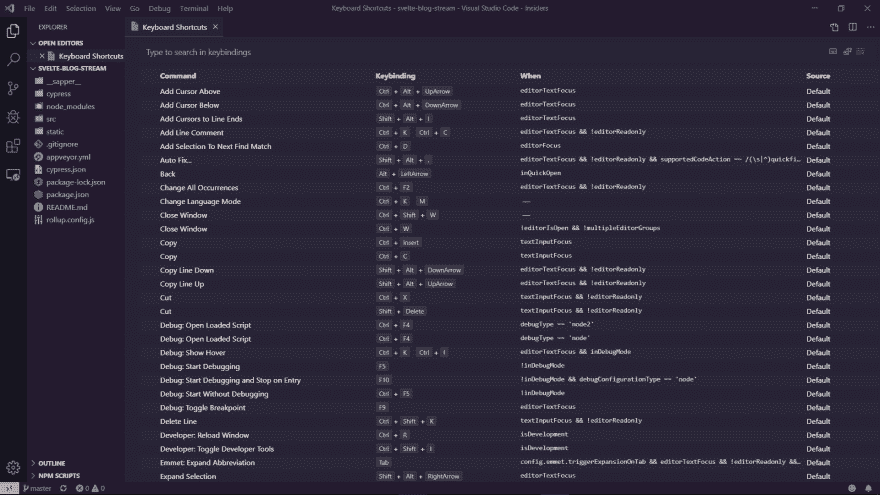 File Edit Selection View Go Debug Terminal Help
Keyboard Shortcuts - svelte-blog-stream - Visual Studio Code - Insiders
EXPLORER
Keyboard Shortcuts
OPEN EDITORS
Keyboard Shortcuts
SVELTE-BLOG-STREAM
__sapper__
cypress
node_modules
src
static
.gitignore
appveyor.yml
cypress.json
package-lock.json
package.json
README.md
rollup.config.js
OUTLINE
NPM SCRIPTS
Type to search in keybindings
Command Keybinding When Source
Add Cursor Above Ctrl + Alt + UpArrow editorTextFocus Default
Add Cursor Below Ctrl + Alt + DownArrow editorTextFocus Default
Add Cursors to Line Ends Shift + Alt + I editorTextFocus Default
Add Line Comment Ctrl + K Ctrl + C editorTextFocus && !editorReadonly Default
Add Selection To Next Find Match Ctrl + D editorFocus Default
Auto Fix... Shift + Alt + . editorTextFocus && !editorReadonly && supportedCodeAction == /(\s|^)quickfi... Default
Back Alt + LeftArrow inQuickOpen Default
Change All Occurrences Ctrl + F2 editorTextFocus && !editorReadonly Default
Change Language Mode Ctrl + K M — Default
Close Window Ctrl + Shift + W — Default
Close Window Ctrl + W !editorIsOpen && !multipleEditorGroups Default
Copy Ctrl + Insert textInputFocus Default
Copy Ctrl + C textInputFocus Default
Copy Line Down Shift + Alt + DownArrow editorTextFocus && !editorReadonly Default
Copy Line Up Shift + Alt + UpArrow editorTextFocus && !editorReadonly Default
Cut Ctrl + X textInputFocus && !editorReadonly Default
Cut Shift + Delete textInputFocus && !editorReadonly Default
Debug: Open Loaded Script Ctrl + F4 debugType == 'node2' Default
Debug: Open Loaded Script Ctrl + F4 debugType == 'node' Default
Debug: Show Hover Ctrl + K Ctrl + I editorTextFocus && inDebugMode Default
Debug: Start Debugging F5 !inDebugMode Default
Debug: Start Debugging and Stop on Entry F10 !inDebugMode && debugConfigurationType == 'node' Default
Debug: Start Without Debugging Ctrl + F5 !inDebugMode Default
Debug: Toggle Breakpoint F9 editorTextFocus Default
Delete Line Ctrl + Shift + K textInputFocus && !editorReadonly Default
Developer: Reload Window Ctrl + R isDevelopment Default
Developer: Toggle Developer Tools Ctrl + Shift + I isDevelopment Default
Emmet: Expand Abbreviation Tab config.emmet.triggerExpansionOnTab && editorTextFocus && !editorReadonly &&... Default
Expand Selection Shift + Alt + RightArrow editorTextFocus Default
master 0 0